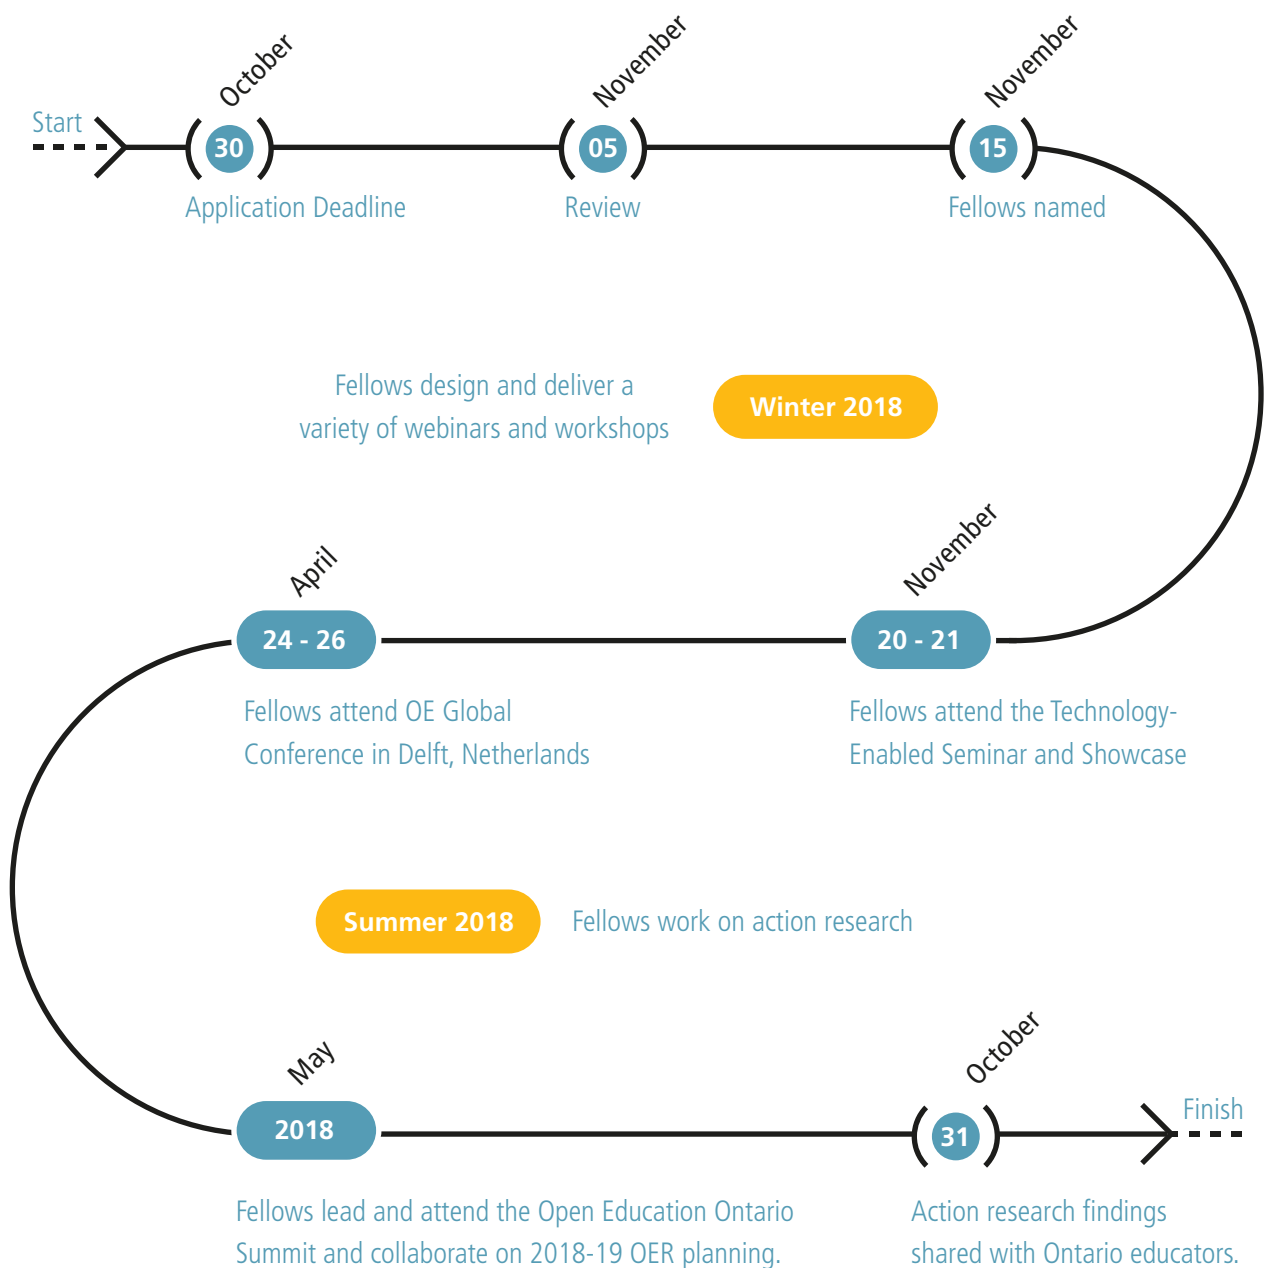 Start
October
30
Application Deadline
November
05
Review
November
15
Fellows named
Fellows design and deliver a
variety of webinars and workshops
Winter 2018
November
20 - 21
Fellows attend the Technology-
Enabled Seminar and Showcase
April
24 - 26
Fellows attend OE Global
Conference in Delft, Netherlands
Summer 2018
Fellows work on action research
May
2018
Fellows lead and attend the Open Education Ontario
Summit and collaborate on 2018-19 OER planning.
October
31
Action research findings
shared with Ontario educators.
Finish